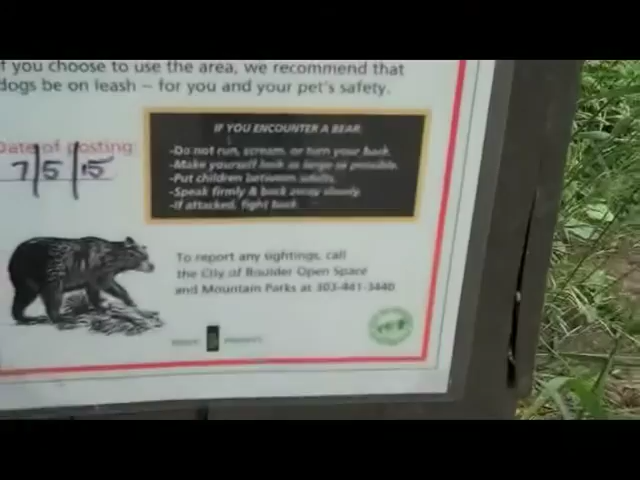 f you choose to use the area, we recommend that
dogs be on leash – for you and your pet's safety.
Date of posting
7/5/15
IF YOU ENCOUNTER A BEAR
-Do not run, scream, or turn your back.
-Make yourself look as large as possible.
-Put children between adults.
-Speak firmly & back away slowly.
-If attacked, fight back
To report any sightings, call
the City of Boulder Open Space
and Mountain Parks at 303-441-3440